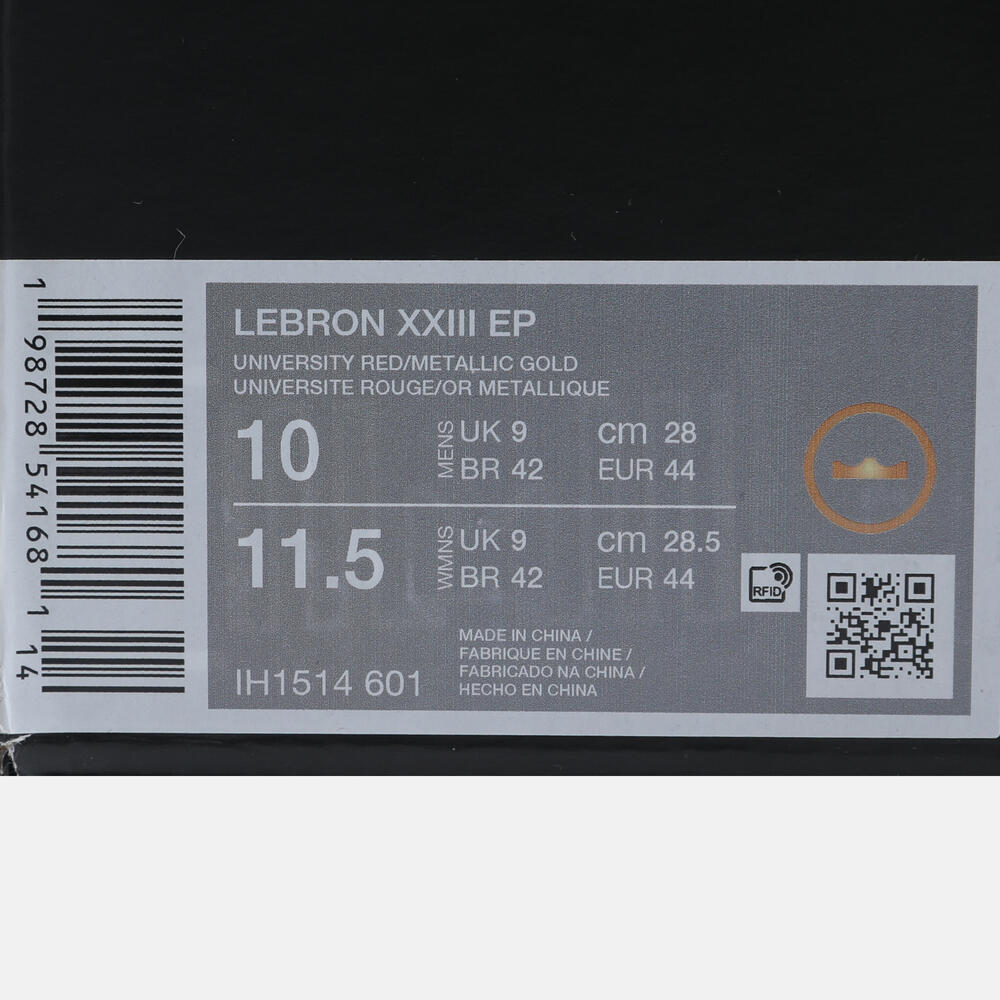 LEBRON XXIII EP
UNIVERSITY RED/METALLIC GOLD
UNIVERSITE ROUGE/OR METALLIQUE
10 MENS UK 9 cm 28
BR 42 EUR 44
11.5 WMNS UK 9 cm 28.5
BR 42 EUR 44
RFID
MADE IN CHINA /
FABRIQUE EN CHINE /
FABRICADO NA CHINA /
HECHO EN CHINA
IH1514 601
1 98728 54168 1 14